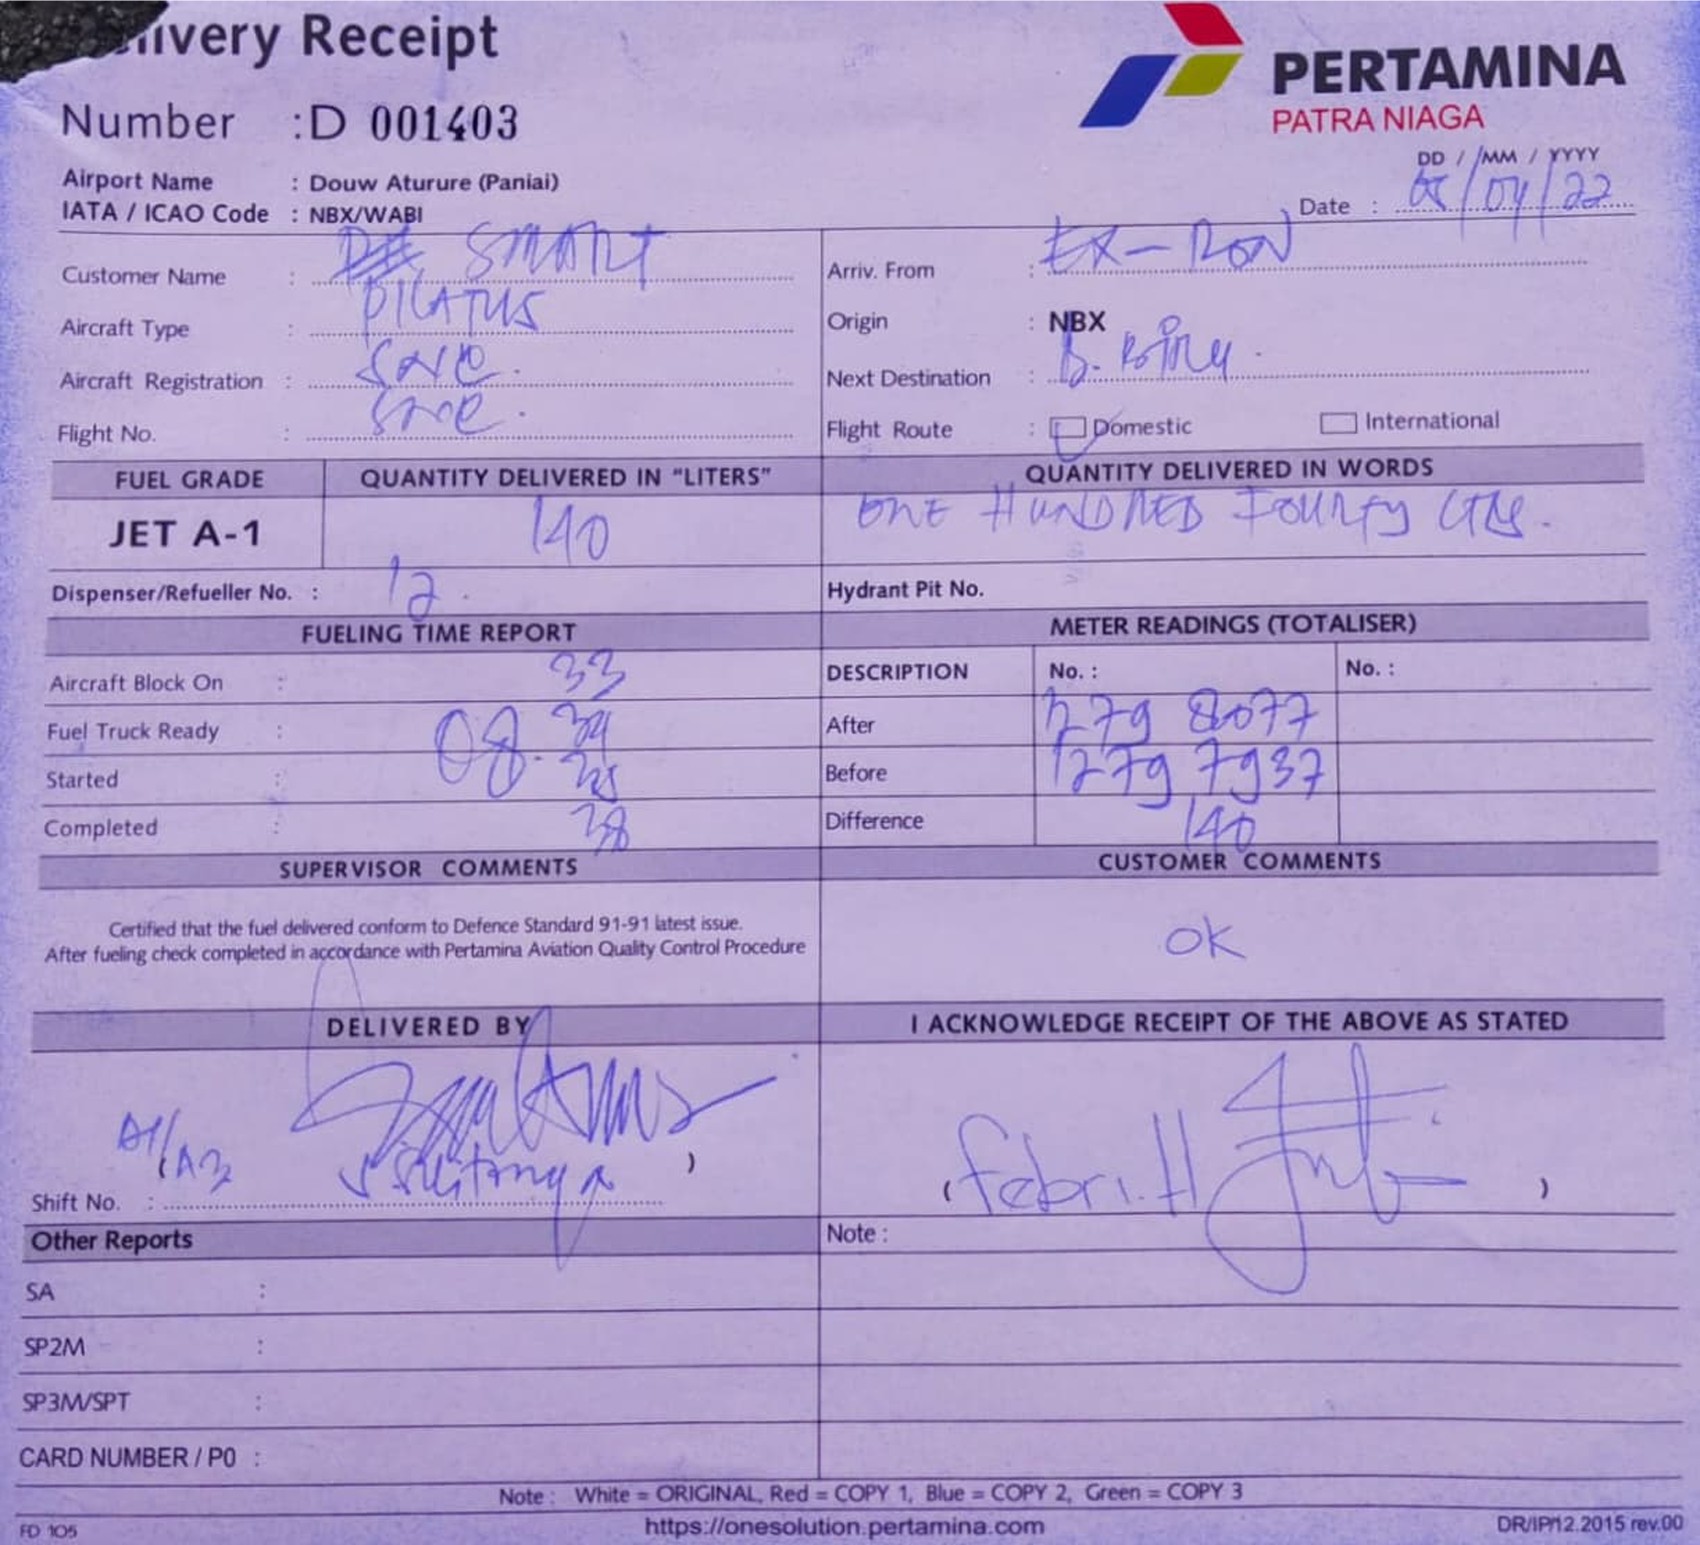 livery Receipt
PERTAMINA
PATRA NIAGA
Number : D 001403
DD / MM / YYYY
Date : 05/04/22
Airport Name : Douw Aturure (Paniai)
IATA / ICAO Code : NBX/WABI
Customer Name : SMART
Arriv. From : EX-RON
Aircraft Type : PILATUS
Origin : NBX
Aircraft Registration : SNC
Next Destination :
Flight No. :
Flight Route : Domestic International
FUEL GRADE QUANTITY DELIVERED IN "LITERS" QUANTITY DELIVERED IN WORDS
JET A-1 140 ONE HUNDRED FOURTY LTRS.
Dispenser/Refueller No. : 12.
Hydrant Pit No.
FUELING TIME REPORT METER READINGS (TOTALISER)
Aircraft Block On : 33
DESCRIPTION No. : No. :
Fuel Truck Ready : 08.
After 1279 8077
Started :
Before 1279 7937
Completed : 38
Difference 140
SUPERVISOR COMMENTS CUSTOMER COMMENTS
Certified that the fuel delivered conform to Defence Standard 91-91 latest issue.
After fueling check completed in accordance with Pertamina Aviation Quality Control Procedure
OK
DELIVERED BY I ACKNOWLEDGE RECEIPT OF THE ABOVE AS STATED
Shift No. : )
( Febri.H )
Other Reports
Note :
SA :
SP2M :
SP3M/SPT :
CARD NUMBER / P0 :
Note : White = ORIGINAL, Red = COPY 1, Blue = COPY 2, Green = COPY 3
FD 105 https://onesolution.pertamina.com DR/IP/12.2015 rev.00